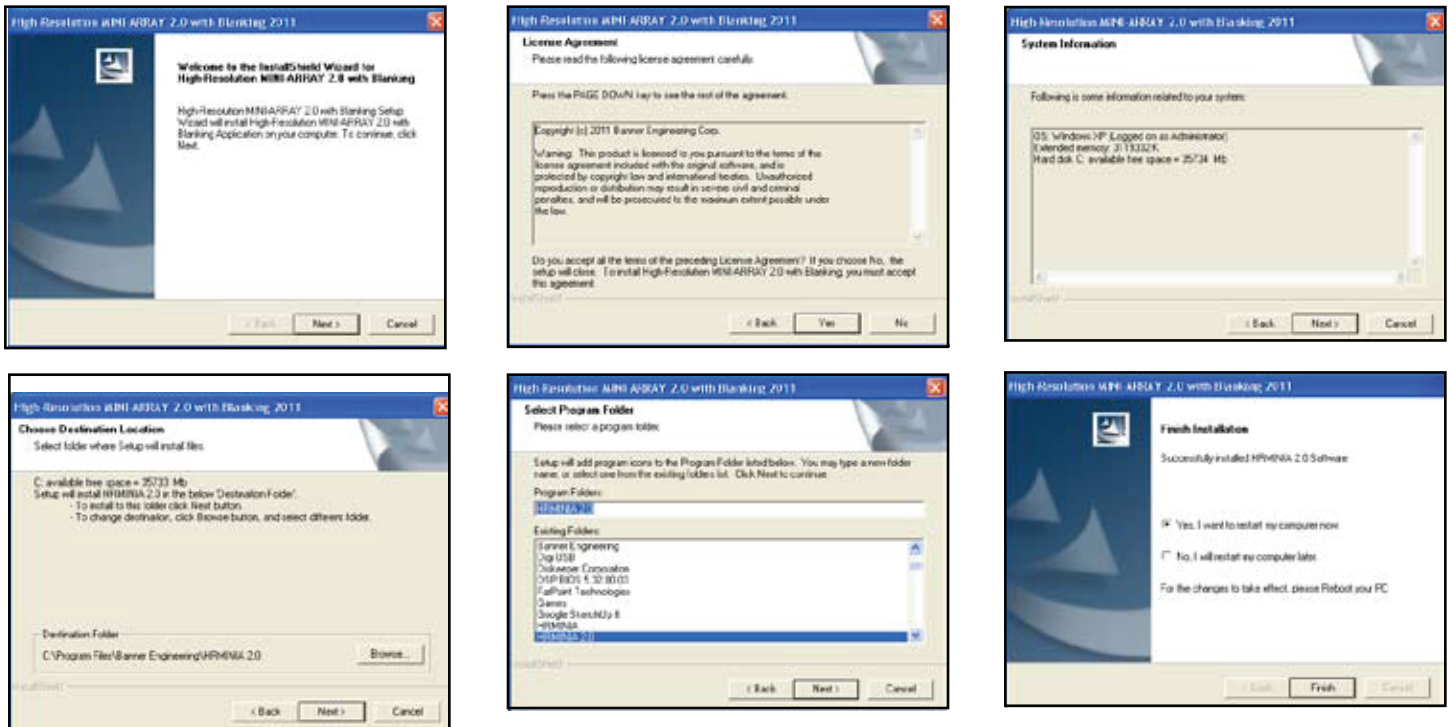 High-Resolution MINI-ARRAY 2.0 with Blanking 2011
Welcome to the InstallShield Wizard for
High-Resolution MINI-ARRAY 2.0 with Blanking
High-Resolution MINI-ARRAY 2.0 with Blanking Setup
Wizard will install High-Resolution MINI-ARRAY 2.0 with
Blanking Application on your computer. To continue, click
Next.
< Back
Next >
Cancel
High-Resolution MINI-ARRAY 2.0 with Blanking 2011
License Agreement
Please read the following license agreement carefully.
Press the PAGE DOWN key to see the rest of the agreement.
Copyright (c) 2011 Banner Engineering Corp.
Warning: This product is licensed to you pursuant to the terms of the
license agreement included with the original software, and is
protected by copyright law and international treaties. Unauthorized
reproduction or distribution may result in severe civil and criminal
penalties, and will be prosecuted to the maximum extent possible under
the law.
Do you accept all the terms of the preceding License Agreement? If you choose No, the
setup will close. To install High-Resolution MINI-ARRAY 2.0 with Blanking, you must accept
this agreement.
InstallShield
< Back
Yes
No
High-Resolution MINI-ARRAY 2.0 with Blanking 2011
System Information
Following is some information related to your system:
OS: Windows XP (Logged on as Administrator)
Extended memory: 3119332K
Hard disk C: available free space = 35734 Mb
InstallShield
< Back
Next >
Cancel
High-Resolution MINI-ARRAY 2.0 with Blanking 2011
Choose Destination Location
Select folder where Setup will install files.
C: available free space = 35733 Mb
Setup will install HRMINIA 2.0 in the below 'Destination Folder'.
- To install to this folder click Next button.
- To change destination, click Browse button, and select different folder.
Destination Folder
C:\Program Files\Banner Engineering\HRMINIA 2.0
Browse...
InstallShield
< Back
Next >
Cancel
High-Resolution MINI-ARRAY 2.0 with Blanking 2011
Select Program Folder
Please select a program folder.
Setup will add program icons to the Program Folder listed below. You may type a new folder
name, or select one from the existing folders list. Click Next to continue.
Program Folders:
HRMINIA 2.0
Existing Folders:
Banner Engineering
Digi USB
Diskeeper Corporation
DSP BIOS 5.32.00.03
FarPoint Technologies
Games
Google SketchUp 8
HRMINIA
HRMINIA 2.0
InstallShield
< Back
Next >
Cancel
High-Resolution MINI-ARRAY 2.0 with Blanking 2011
Finish Installation
Successfully installed HRMINIA 2.0 Software
Yes, I want to restart my computer now.
No, I will restart my computer later.
For the changes to take effect, please Reboot your PC
< Back
Finish
Cancel